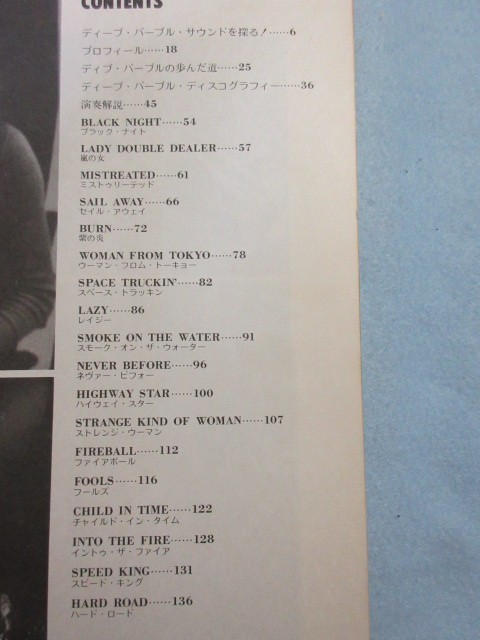 CONTENTS
ディープ・パープル・サウンドを探る!……6
プロフィール……18
ディプ・パープルの歩んだ道……25
ディープ・パープル・ディスコグラフィー……36
演奏解説……45
BLACK NIGHT……54
ブラック・ナイト
LADY DOUBLE DEALER……57
嵐の女
MISTREATED……61
ミストゥリーテッド
SAIL AWAY……66
セイル・アウェイ
BURN……72
紫の炎
WOMAN FROM TOKYO……78
ウーマン・フロム・トーキョー
SPACE TRUCKIN'……82
スペース・トラッキン
LAZY……86
レイジー
SMOKE ON THE WATER……91
スモーク・オン・ザ・ウォーター
NEVER BEFORE……96
ネヴァー・ビフォー
HIGHWAY STAR……100
ハイウェイ・スター
STRANGE KIND OF WOMAN……107
ストレンジ・ウーマン
FIREBALL……112
ファイアボール
FOOLS……116
フールズ
CHILD IN TIME……122
チャイルド・イン・タイム
INTO THE FIRE……128
イントゥ・ザ・ファイア
SPEED KING……131
スピード・キング
HARD ROAD……136
ハード・ロード